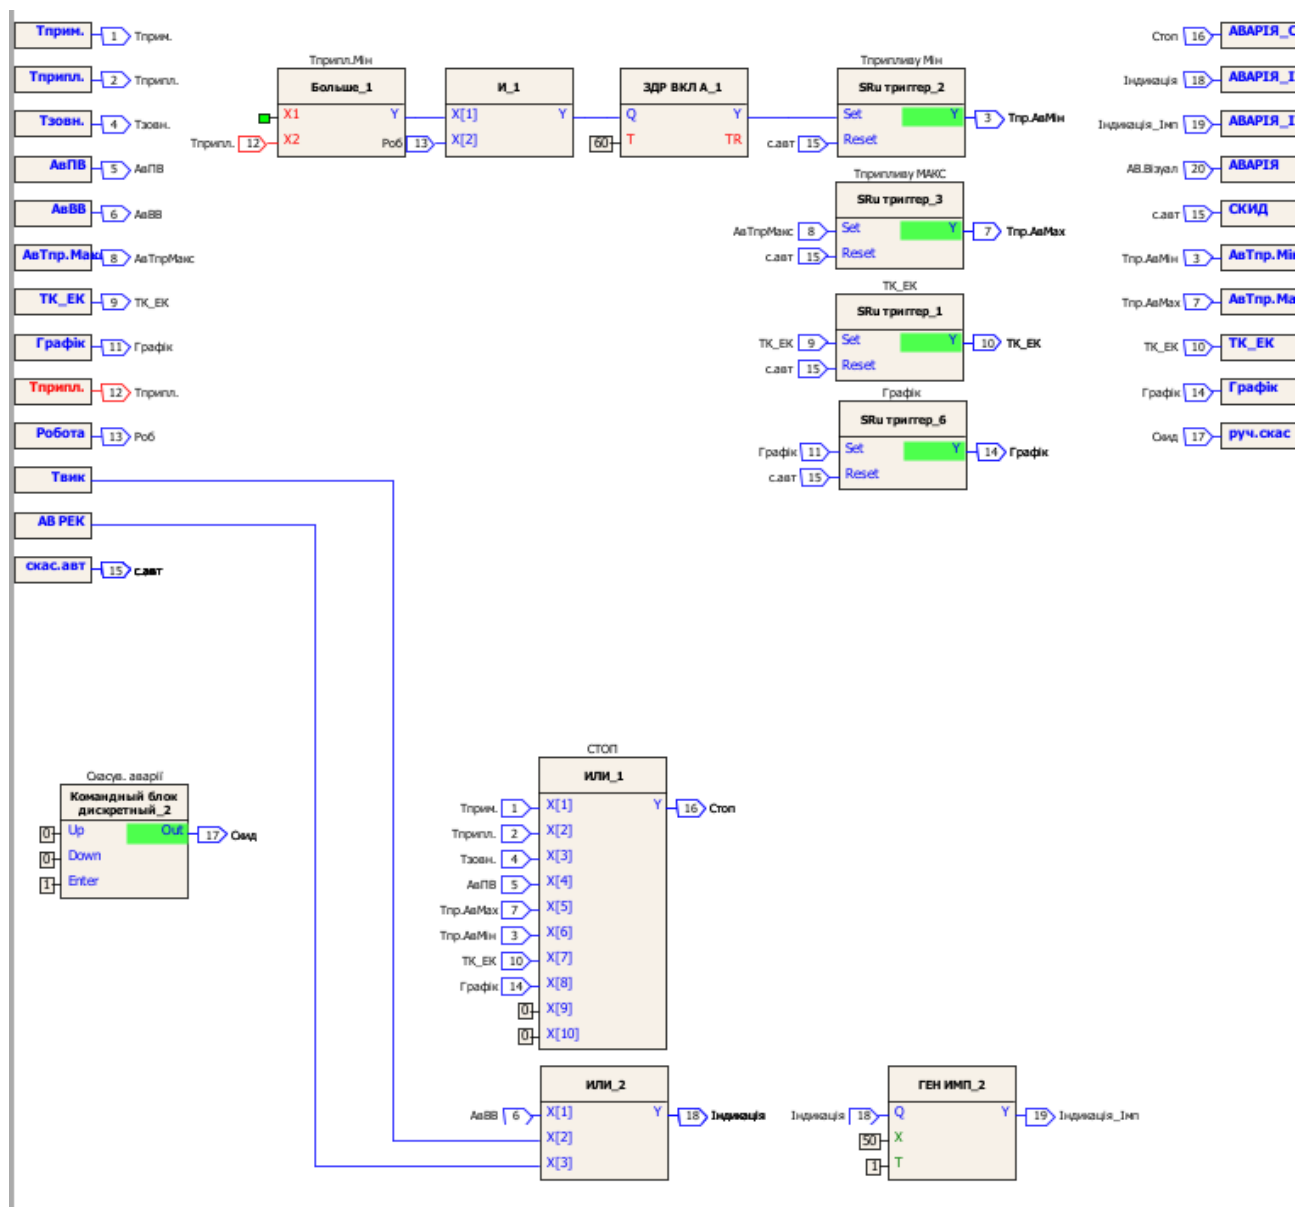 Тприм.
1
Тприм.
Тприпл.
2
Тприпл.
Тзовн.
4
Тзовн.
АвПВ
5
АвПВ
АвВВ
6
АвВВ
8
АвТпрМакс
ТК_ЕК
9
ТК_ЕК
Графік
11
Графік
Тприпл.
12
Тприпл.
Робота
13
Роб
Твик
АВ РЕК
скас.авт
15
с.авт
Тприпл.Мін
Больше_1
X1
Y
Тприпл.
12
X2
И_1
X[1]
Y
Роб
13
X[2]
ЗДР ВКЛ А_1
Q
Y
60
T
TR
Тприпливу Мін
SRu триггер_2
Set
Y
3
Тпр.АвМін
с.авт
15
Reset
Тприпливу МАКС
SRu триггер_3
АвТпрМакс
8
Set
Y
7
Тпр.АвМах
с.авт
15
Reset
ТК_ЕК
SRu триггер_1
ТК_ЕК
9
Set
Y
10
ТК_ЕК
с.авт
15
Reset
Графік
SRu триггер_6
Графік
11
Set
Y
14
Графік
с.авт
15
Reset
Стоп
16
Індикація
18
Індикація_Імп
19
АВ.Візуал
20
АВАРІЯ
с.авт
15
СКИД
Тпр.АвМін
3
Тпр.АвМах
7
ТК_ЕК
10
ТК_ЕК
Графік
14
Графік
Скид
17
руч.скас
Скасув. аварії
Командный блок
дискретный_2
0
Up
Out
17
Скид
0
Down
1
Enter
СТОП
ИЛИ_1
Тприм.
1
X[1]
Y
16
Стоп
Тприпл.
2
X[2]
Тзовн.
4
X[3]
АвПВ
5
X[4]
Тпр.АвМах
7
X[5]
Тпр.АвМін
3
X[6]
ТК_ЕК
10
X[7]
Графік
14
X[8]
0
X[9]
0
X[10]
ИЛИ_2
АвВВ
6
X[1]
Y
18
Індикація
X[2]
X[3]
ГЕН ИМП_2
Індикація
18
Q
Y
19
Індикація_Імп
50
X
1
T